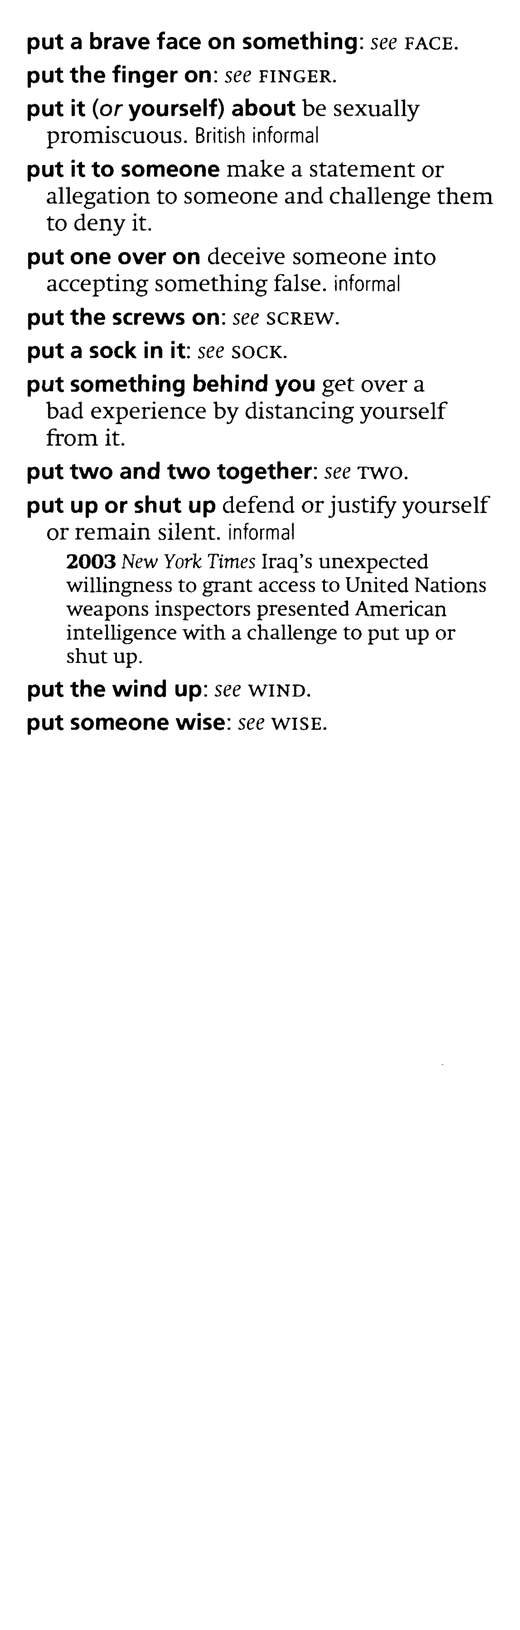 put a brave face on something: see FACE.
put the finger on: see FINGER.
put it (or yourself) about be sexually
promiscuous. British informal
put it to someone make a statement or
allegation to someone and challenge them
to deny it.
put one over on deceive someone into
accepting something false. informal
put the screws on: see SCREW.
put a sock in it: see SOCK.
put something behind you get over a
bad experience by distancing yourself
from it.
put two and two together: see TWO.
put up or shut up defend or justify yourself
or remain silent. informal
2003 New York Times Iraq's unexpected
willingness to grant access to United Nations
weapons inspectors presented American
intelligence with a challenge to put up or
shut up.
put the wind up: see WIND.
put someone wise: see WISE.